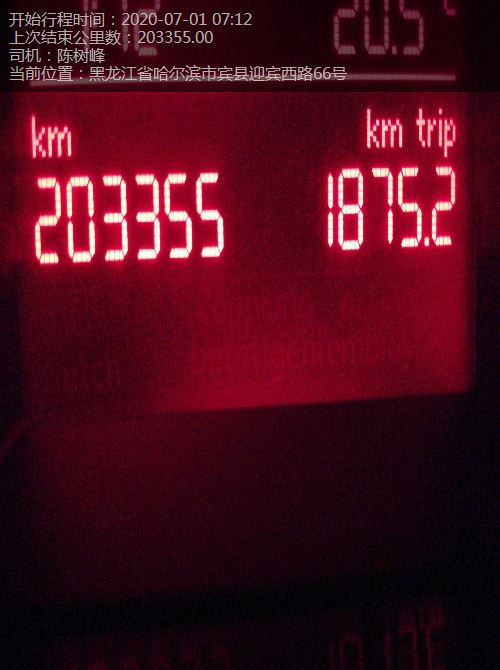 开始行程时间：2020-07-01 07:12
上次结束公里数：203355.00
司机：陈树峰
当前位置：黑龙江省哈尔滨市宾县迎宾西路66号
20.5°
km km trip
203355 1875.2